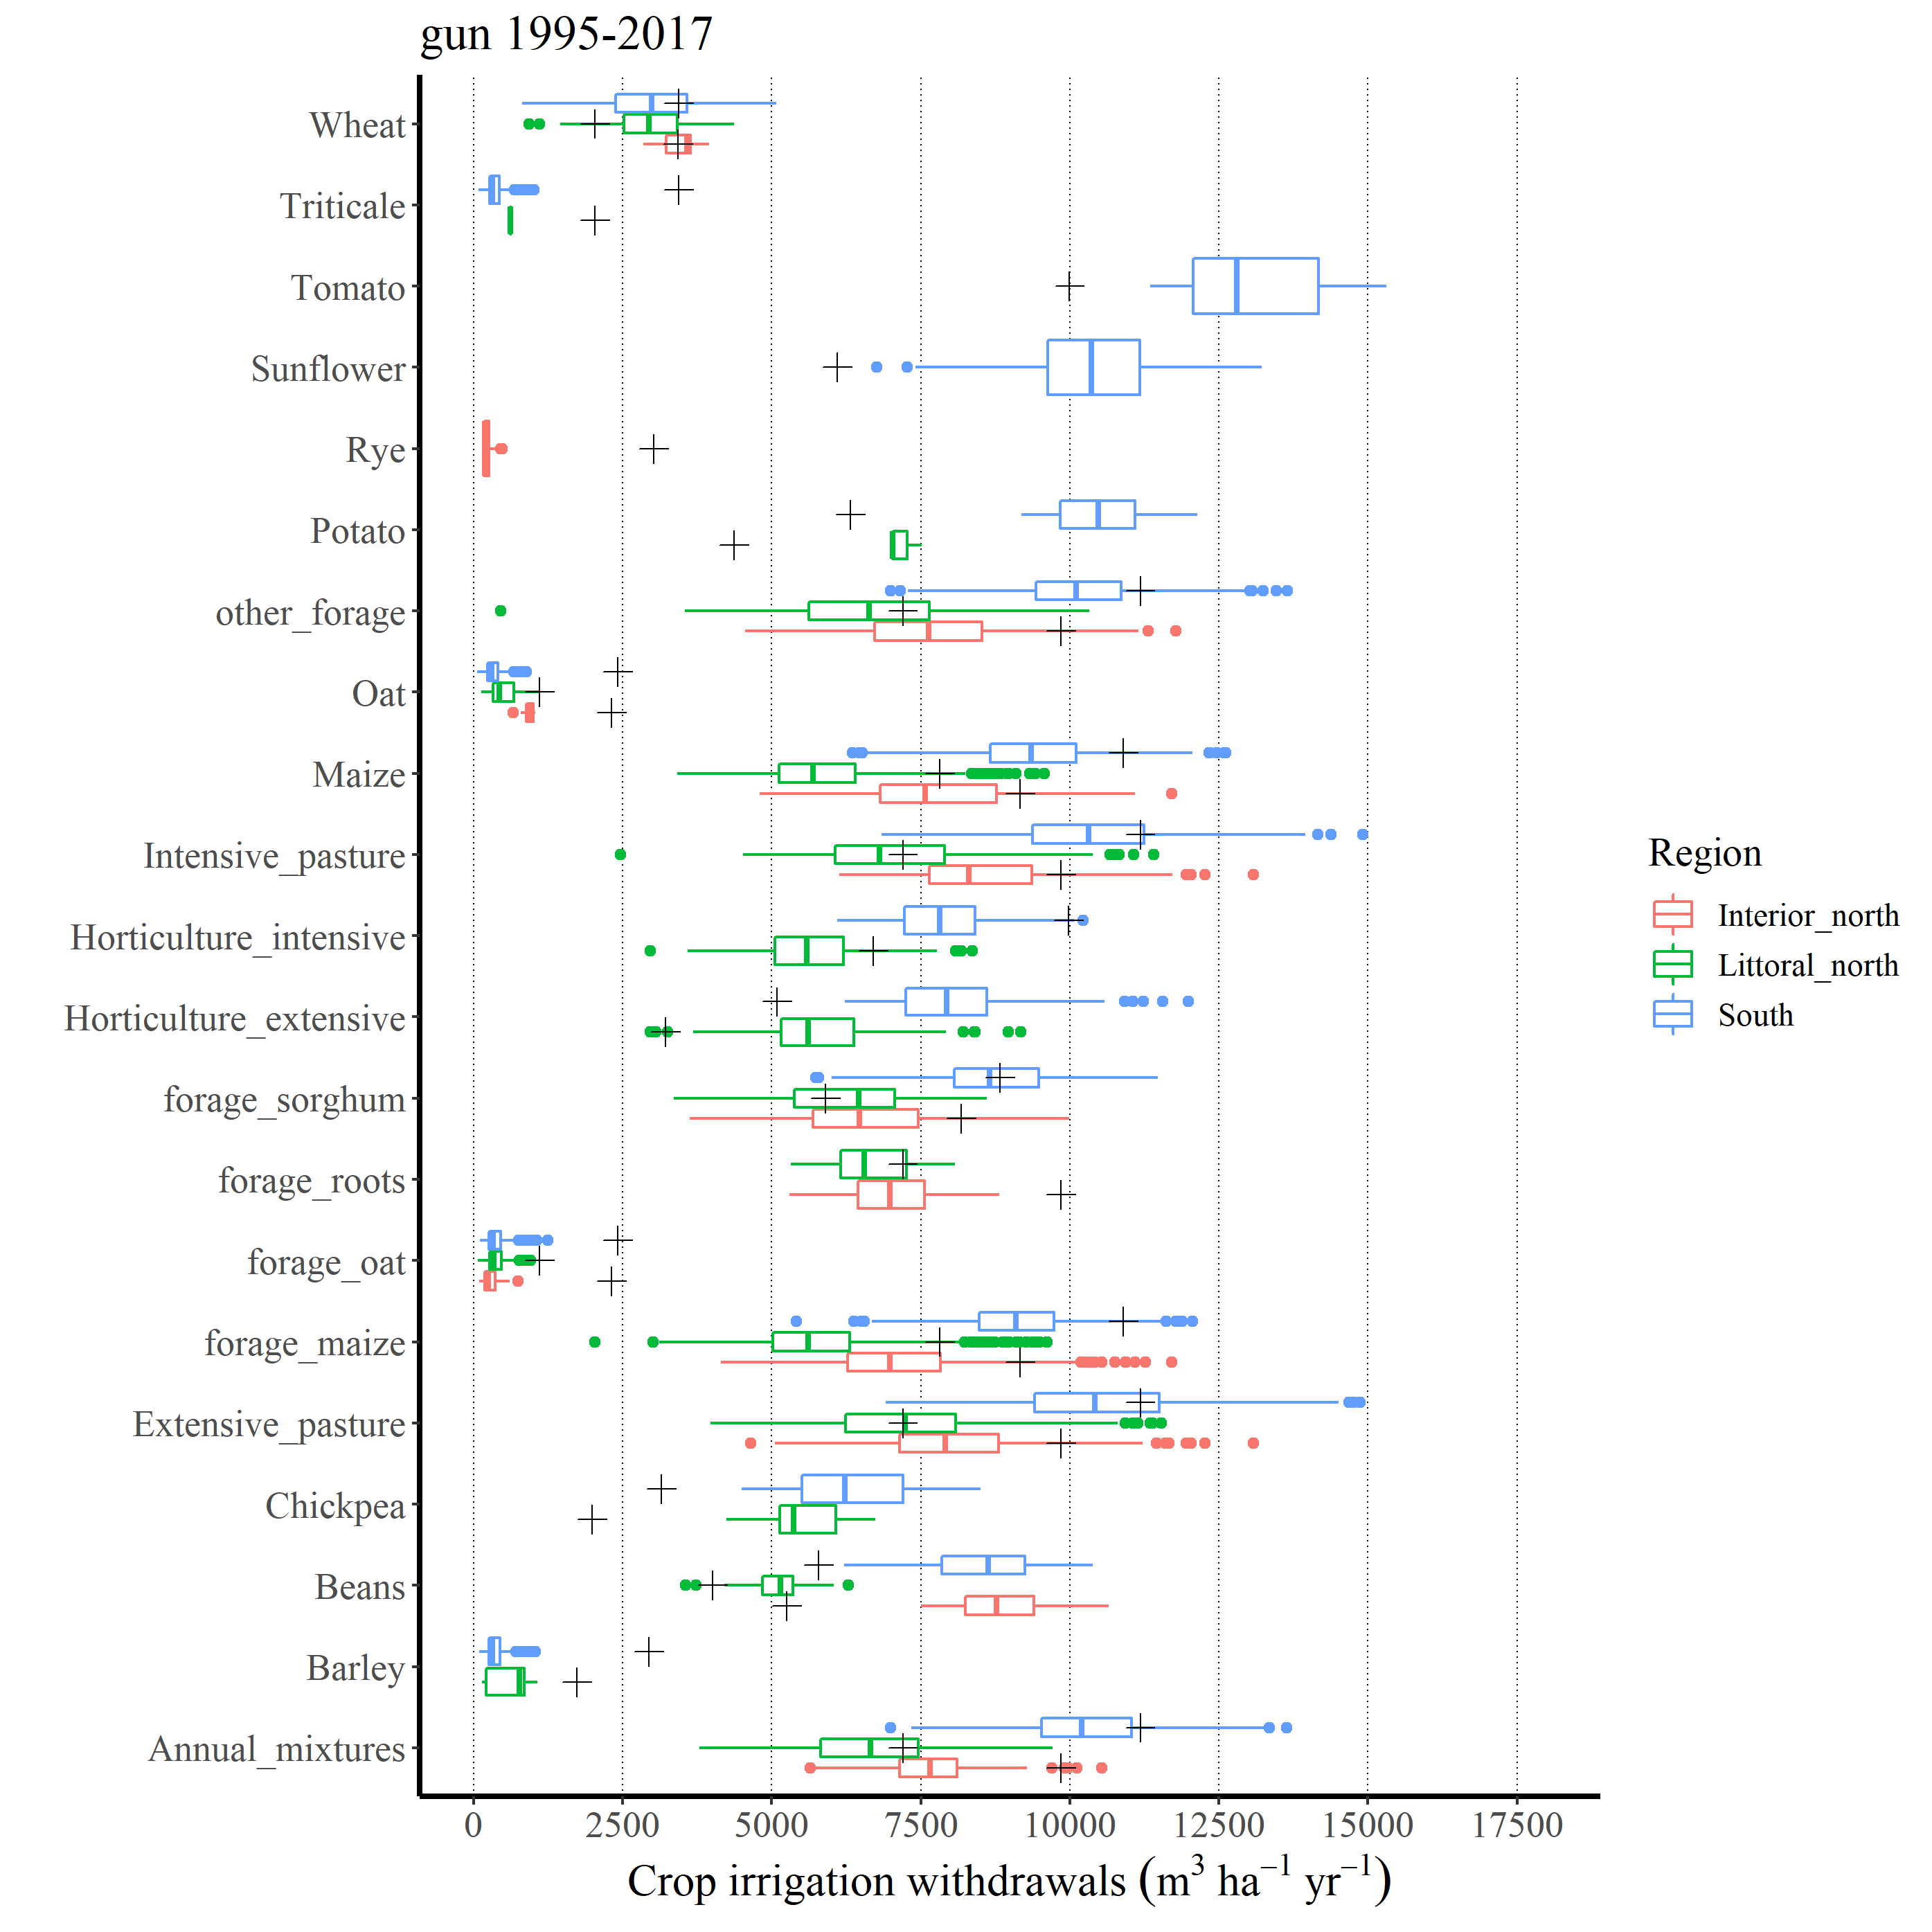 gun 1995-2017
Wheat
Triticale
Tomato
Sunflower
Rye
Potato
other_forage
Oat
Maize
Intensive_pasture
Horticulture_intensive
Horticulture_extensive
forage_sorghum
forage_roots
forage_oat
forage_maize
Extensive_pasture
Chickpea
Beans
Barley
Annual_mixtures
0 2500 5000 7500 10000 12500 15000 17500
Crop irrigation withdrawals (m³ ha⁻¹ yr⁻¹)
Region
Interior_north
Littoral_north
South